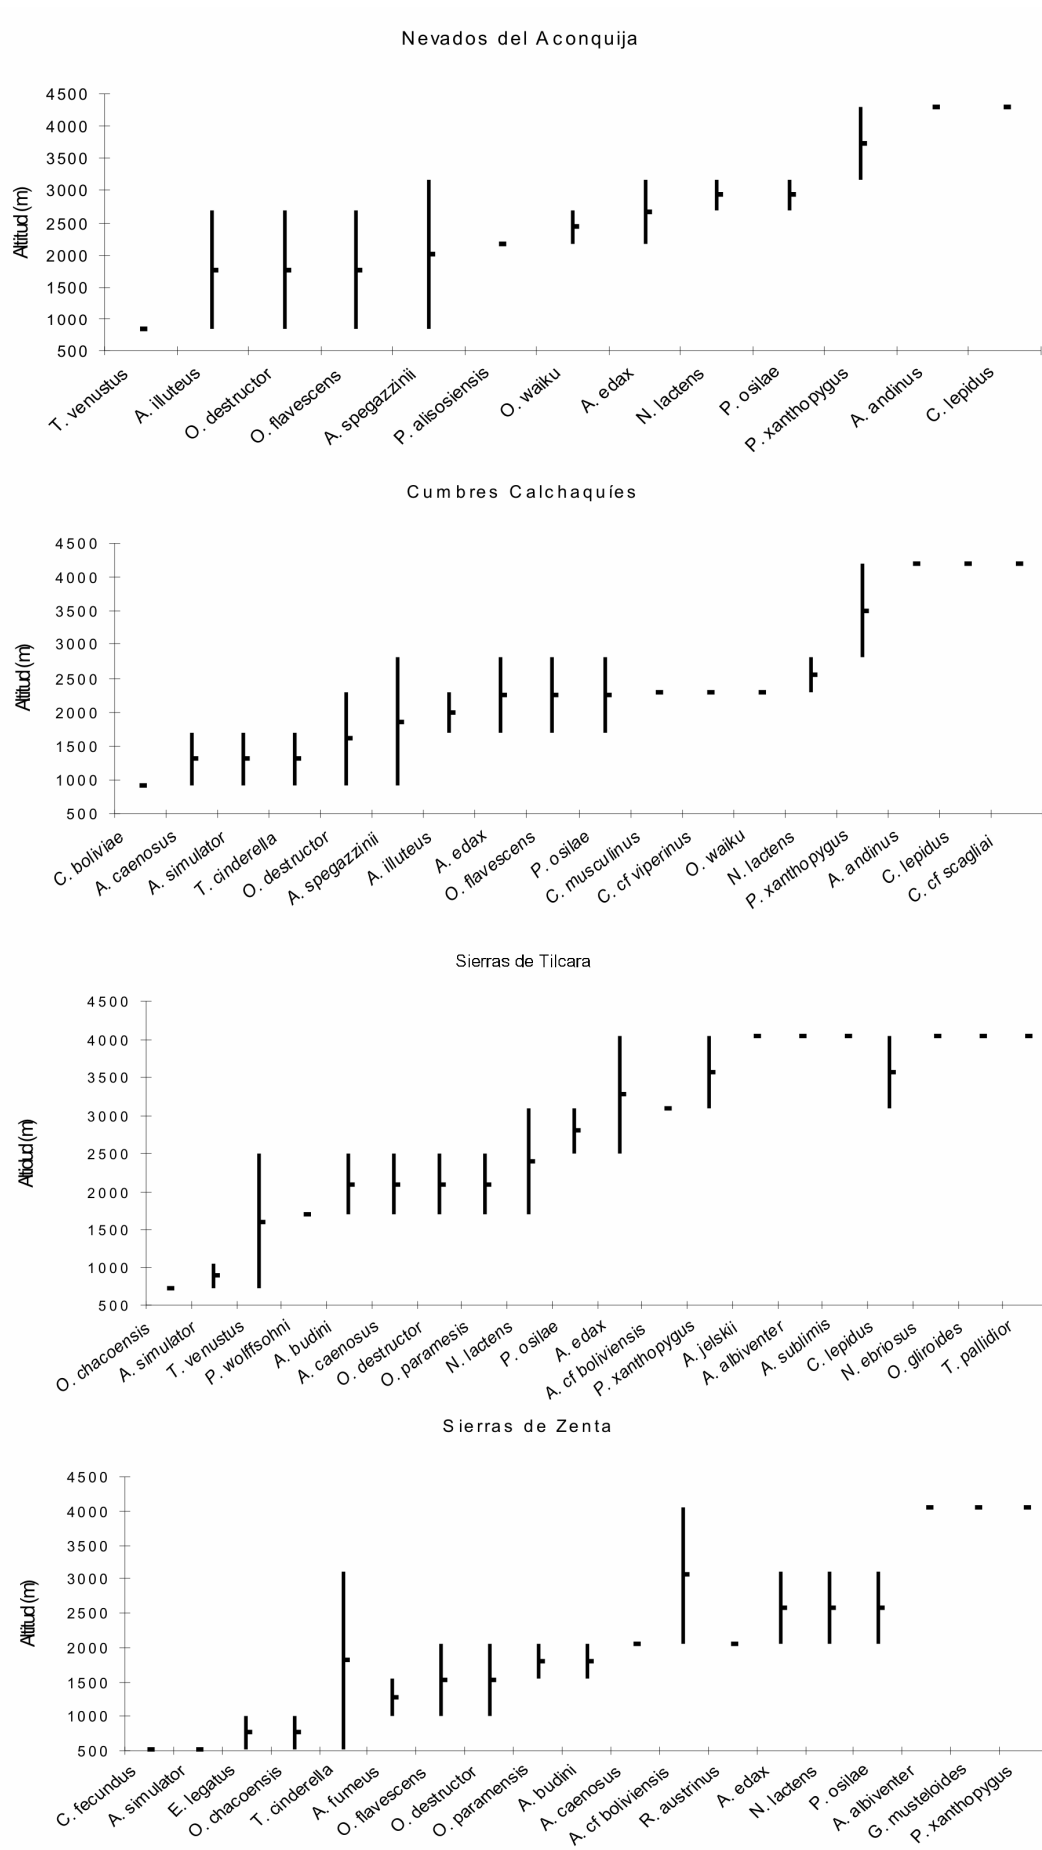 Nevados del Aconquija
4500
4000
3500
3000
2500
2000
1500
1000
500
Altitud (m)
T. venustus
A. illuteus
O. destructor
O. flavescens
A. spegazzinii
P. alisosiensis
O. waiku
A. edax
N. lactens
P. osilae
P. xanthopygus
A. andinus
C. lepidus
Cumbres Calchaquíes
4500
4000
3500
3000
2500
2000
1500
1000
500
Altitud (m)
C. boliviae
A. caenosus
A. simulator
T. cinderella
O. destructor
A. spegazzinii
A. illuteus
A. edax
O. flavescens
P. osilae
C. musculinus
C. cf viperinus
O. waiku
N. lactens
P. xanthopygus
A. andinus
C. lepidus
C. cf scagliai
Sierras de Tilcara
4500
4000
3500
3000
2500
2000
1500
1000
500
Altidud (m)
O. chacoensis
A. simulator
T. venustus
P. wolffsohni
A. budini
A. caenosus
O. destructor
O. paramesis
N. lactens
P. osilae
A. edax
A. cf boliviensis
P. xanthopygus
A. jelskii
A. albiventer
A. sublimis
C. lepidus
N. ebriosus
O. gliroides
T. pallidior
Sierras de Zenta
4500
4000
3500
3000
2500
2000
1500
1000
500
Altitud (m)
C. fecundus
A. simulator
E. legatus
O. chacoensis
T. cinderella
A. fumeus
O. flavescens
O. destructor
O. paramensis
A. budini
A. caenosus
A. cf boliviensis
R. austrinus
A. edax
N. lactens
P. osilae
A. albiventer
G. musteloides
P. xanthopygus